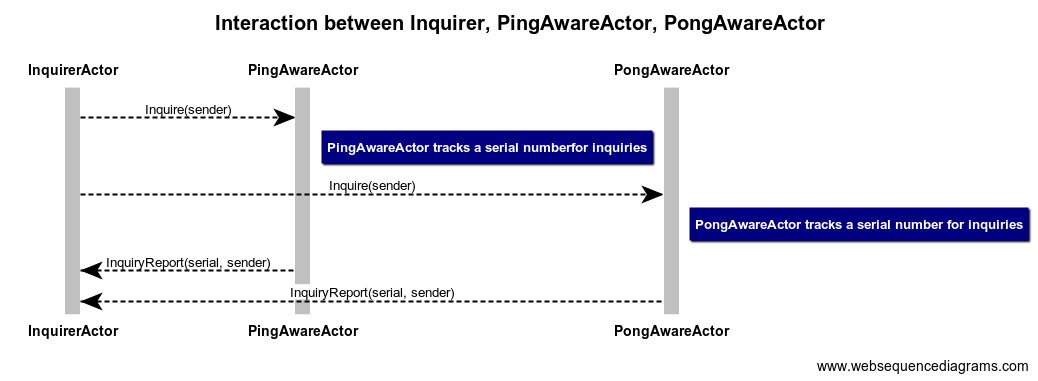 Interaction between Inquirer, PingAwareActor, PongAwareActor
InquirerActor PingAwareActor PongAwareActor
Inquire(sender)
PingAwareActor tracks a serial numberfor inquiries
Inquire(sender)
PongAwareActor tracks a serial number for inquiries
InquiryReport(serial, sender)
InquiryReport(serial, sender)
InquirerActor PingAwareActor PongAwareActor
www.websequencediagrams.com